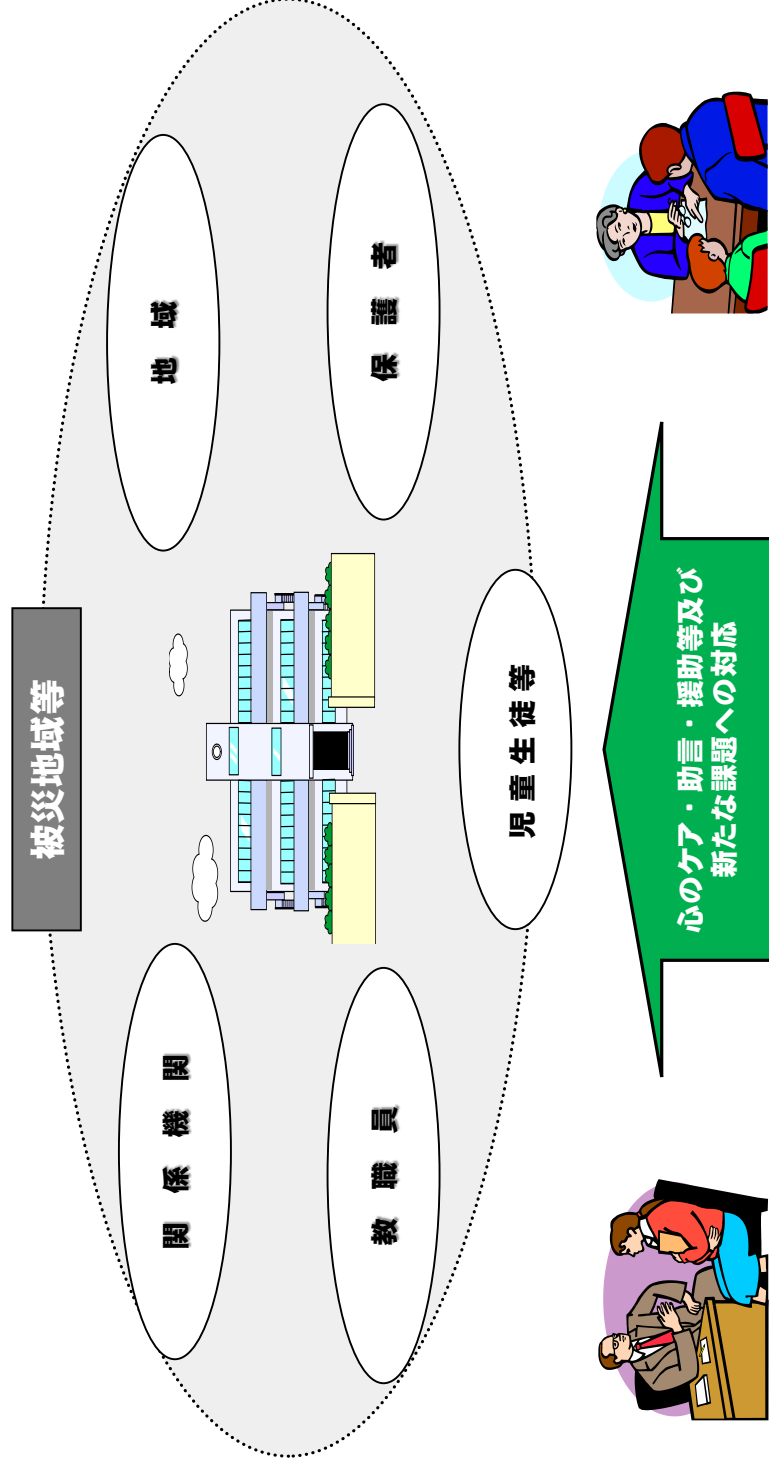 被災地域等
関係機関
地域
教職員
保護者
児童生徒等
心のケア・助言・援助等及び
新たな課題への対応